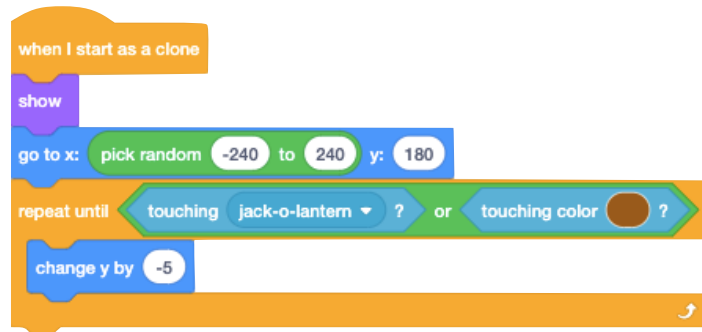 when I start as a clone
show
go to x: pick random -240 to 240 y: 180
repeat until touching jack-o-lantern ? or touching color ?
change y by -5